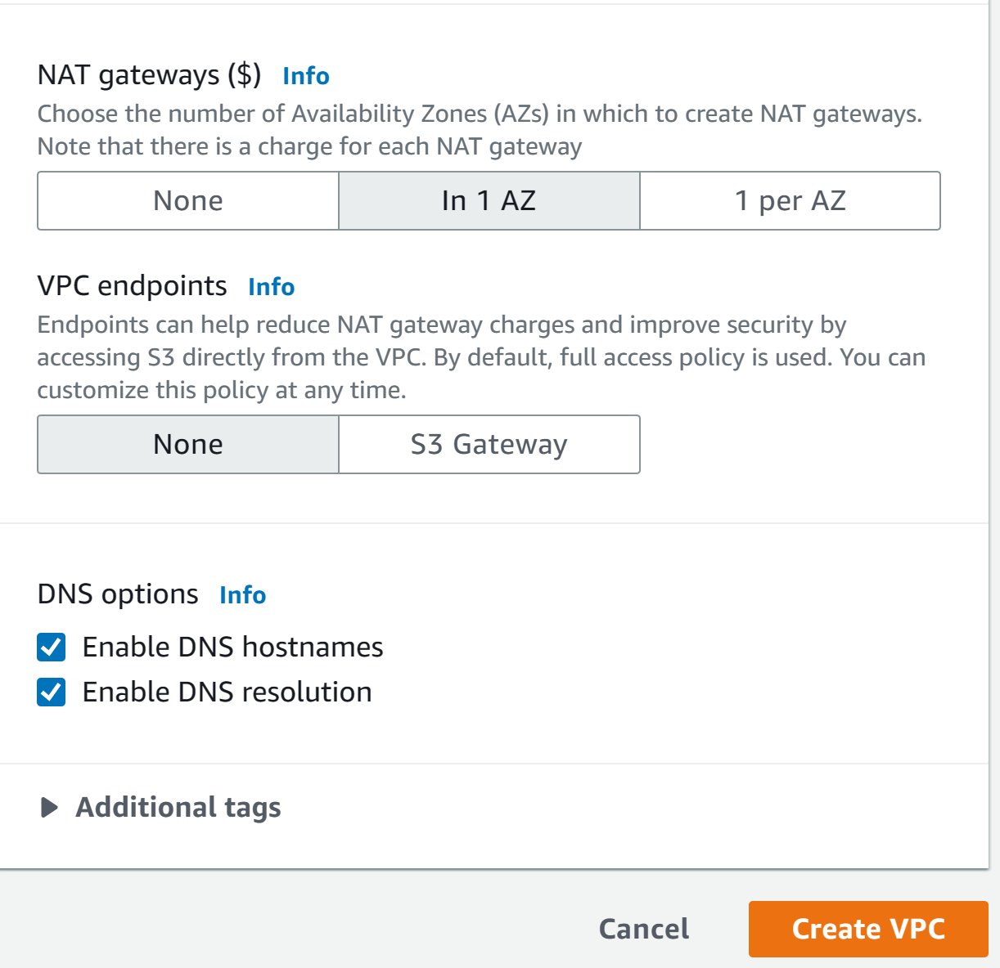 NAT gateways ($) Info
Choose the number of Availability Zones (AZs) in which to create NAT gateways.
Note that there is a charge for each NAT gateway
None In 1 AZ 1 per AZ
VPC endpoints Info
Endpoints can help reduce NAT gateway charges and improve security by
accessing S3 directly from the VPC. By default, full access policy is used. You can
customize this policy at any time.
None S3 Gateway
DNS options Info
Enable DNS hostnames
Enable DNS resolution
Additional tags
Cancel Create VPC